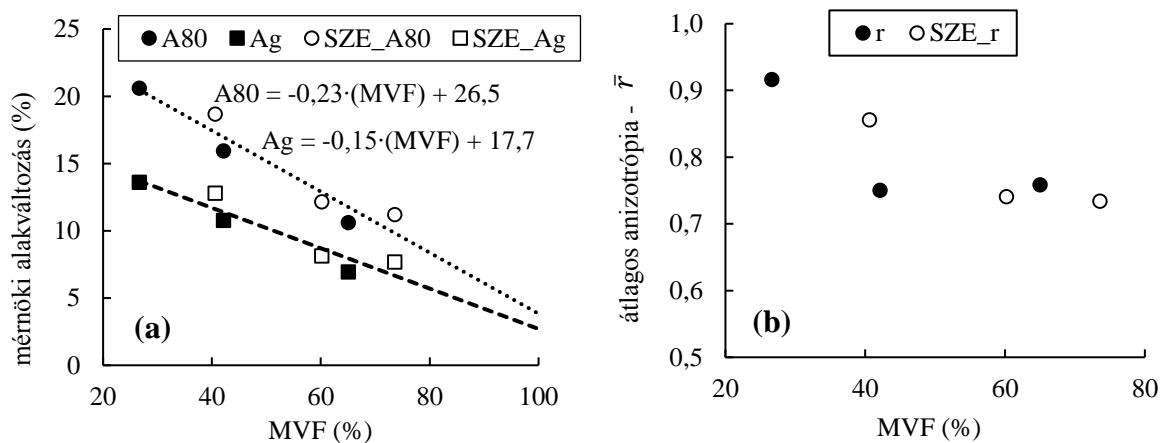 25
20
15
10
5
0
mérnöki alakváltozás (%)
A80 Ag SZE_A80 SZE_Ag
A80 = -0,23·(MVF) + 26,5
Ag = -0,15·(MVF) + 17,7
(a)
20 40 60 80 100
MVF (%)
1,0
0,9
0,8
0,7
0,6
0,5
átlagos anizotrópia - r̅
r SZE_r
(b)
20 40 60 80
MVF (%)